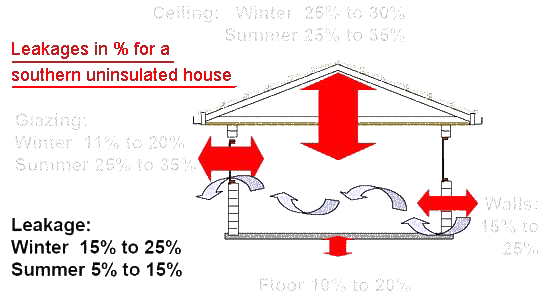 Ceiling: Winter 25% to 30%
Summer 25% to 35%
Leakages in % for a
southern uninsulated house
Glazing:
Winter 11% to 20%
Summer 25% to 35%
Leakage:
Winter 15% to 25%
Summer 5% to 15%
Walls:
15% to
25%
Floor 10% to 20%